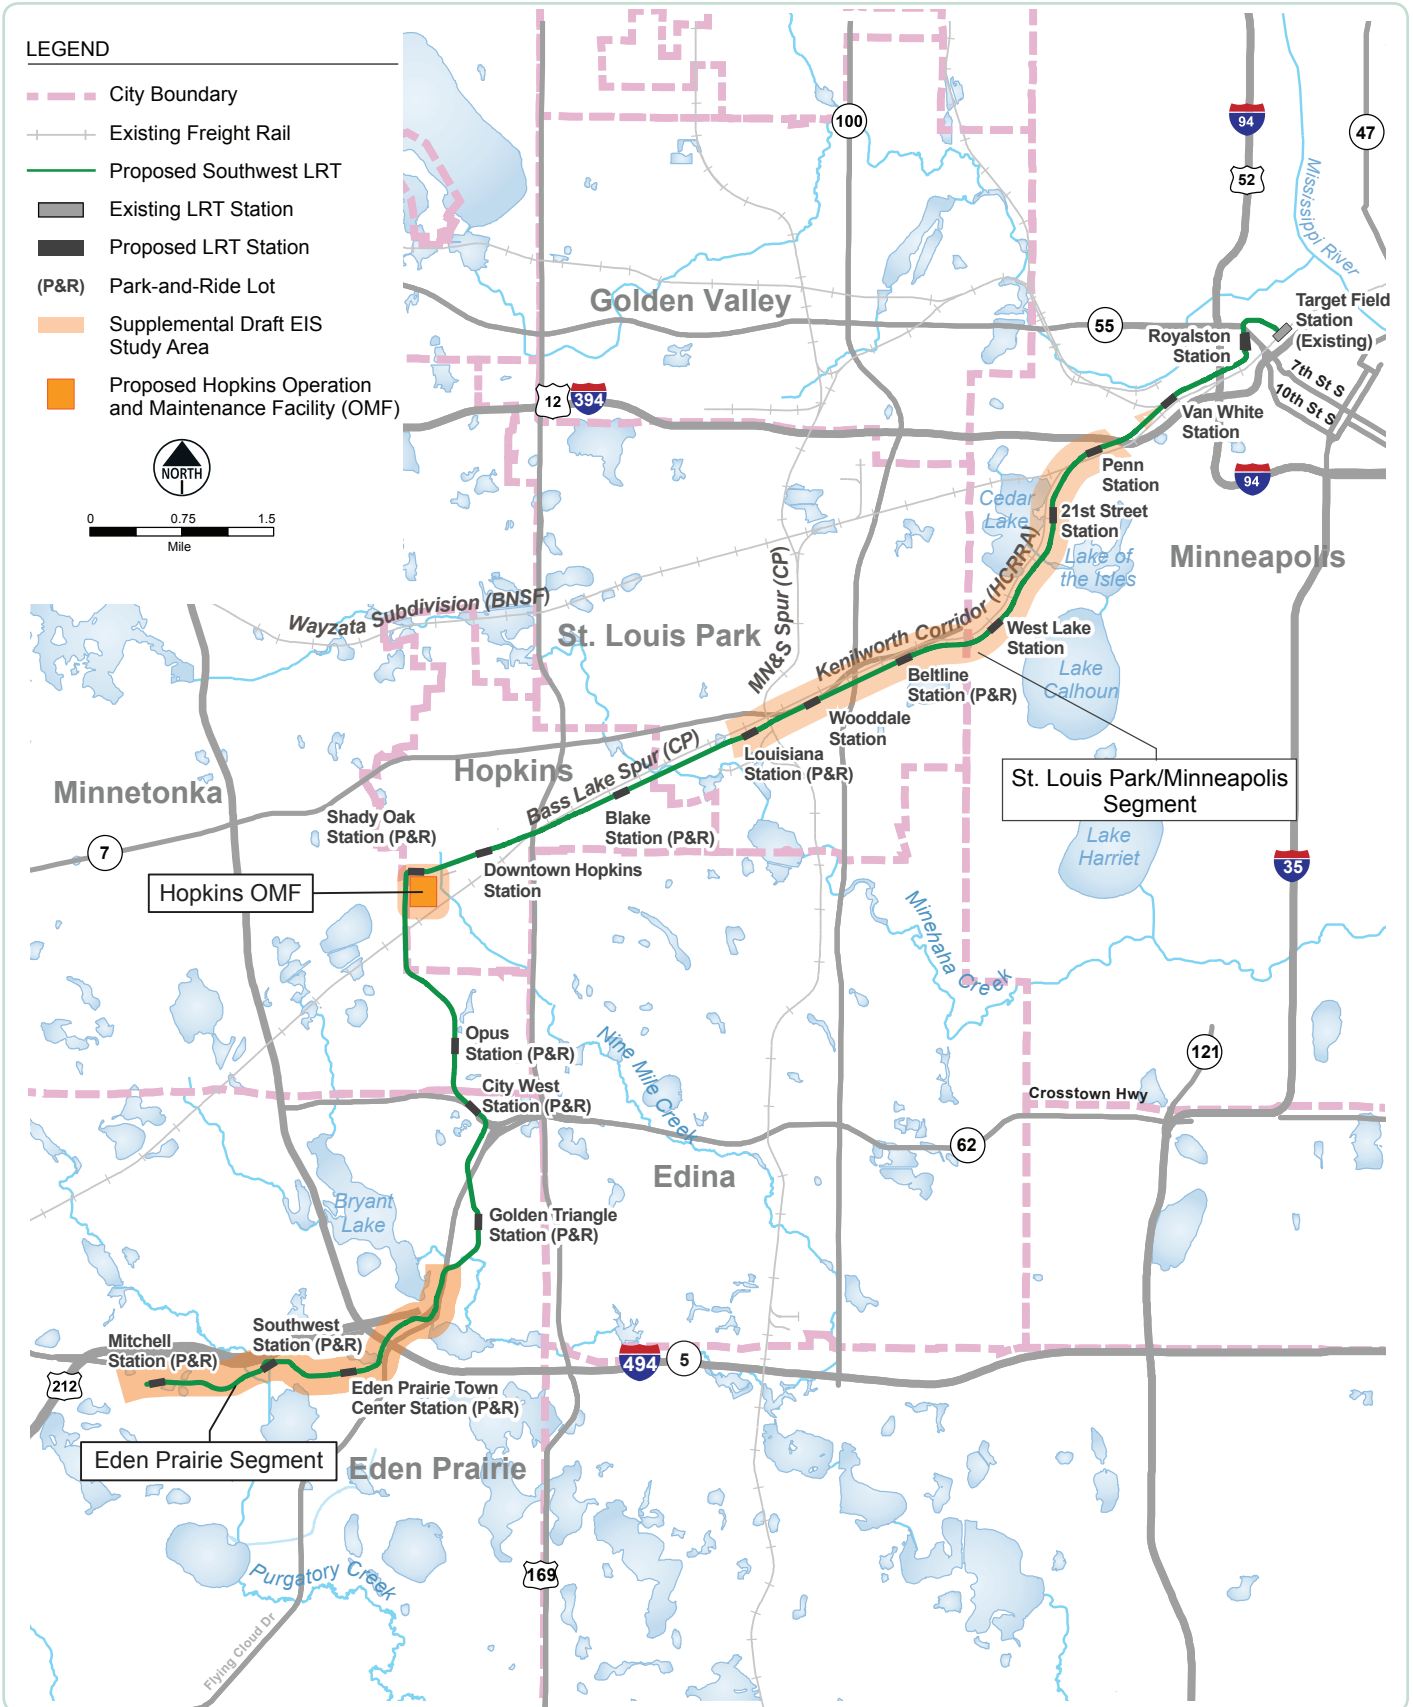 LEGEND
City Boundary
Existing Freight Rail
Proposed Southwest LRT
Existing LRT Station
Proposed LRT Station
(P&R) Park-and-Ride Lot
Supplemental Draft EIS
Study Area
Proposed Hopkins Operation
and Maintenance Facility (OMF)
NORTH
0 0.75 1.5
Mile
100
94
47
52
Mississippi River
Golden Valley
55
Target Field
Station
(Existing)
Royalston
Station
7th St S
10th St S
12
394
Van White
Station
Penn
Station
94
Cedar
Lake
21st Street
Station
Lake of
the Isles
Minneapolis
Wayzata Subdivision (BNSF)
St. Louis Park
MN&S Spur (CP)
Kenilworth Corridor (HCRRA)
West Lake
Station
Lake
Calhoun
Beltline
Station (P&R)
Wooddale
Station
Louisiana
Station (P&R)
St. Louis Park/Minneapolis
Segment
Hopkins
Bass Lake Spur (CP)
Minnetonka
Shady Oak
Station (P&R)
Blake
Station (P&R)
Lake
Harriet
7
35
Downtown Hopkins
Station
Hopkins OMF
Minehaha Creek
Opus
Station (P&R)
Nine Mile Creek
121
City West
Station (P&R)
Crosstown Hwy
62
Edina
Bryant
Lake
Golden Triangle
Station (P&R)
Southwest
Station (P&R)
Mitchell
Station (P&R)
494
5
212
Eden Prairie Town
Center Station (P&R)
Eden Prairie Segment
Eden Prairie
169
Purgatory Creek
Flying Cloud Dr